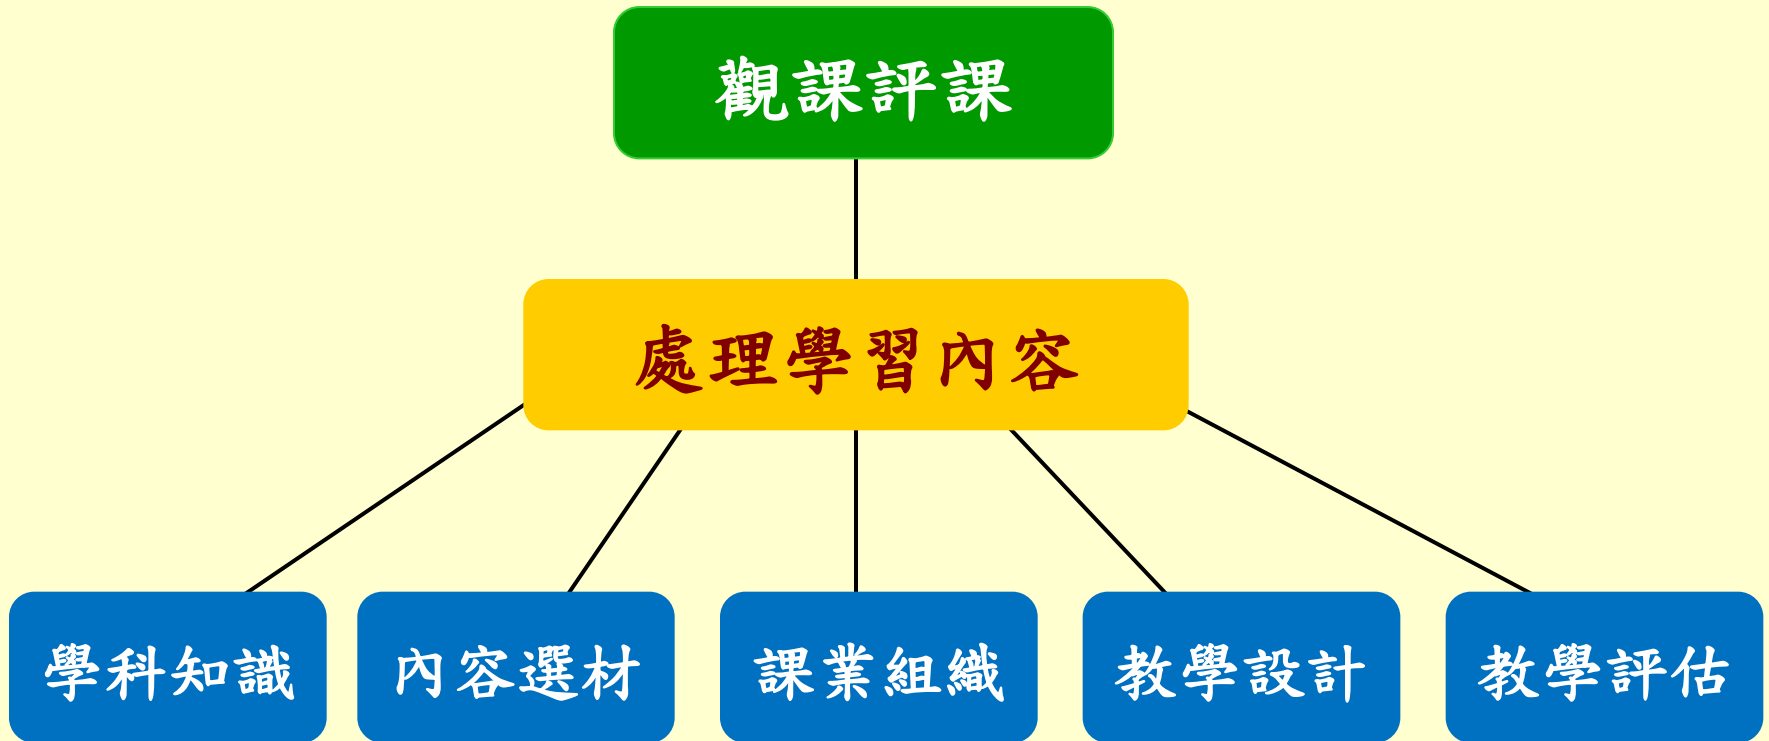 觀課評課
處理學習內容
學科知識
內容選材
課業組織
教學設計
教學評估